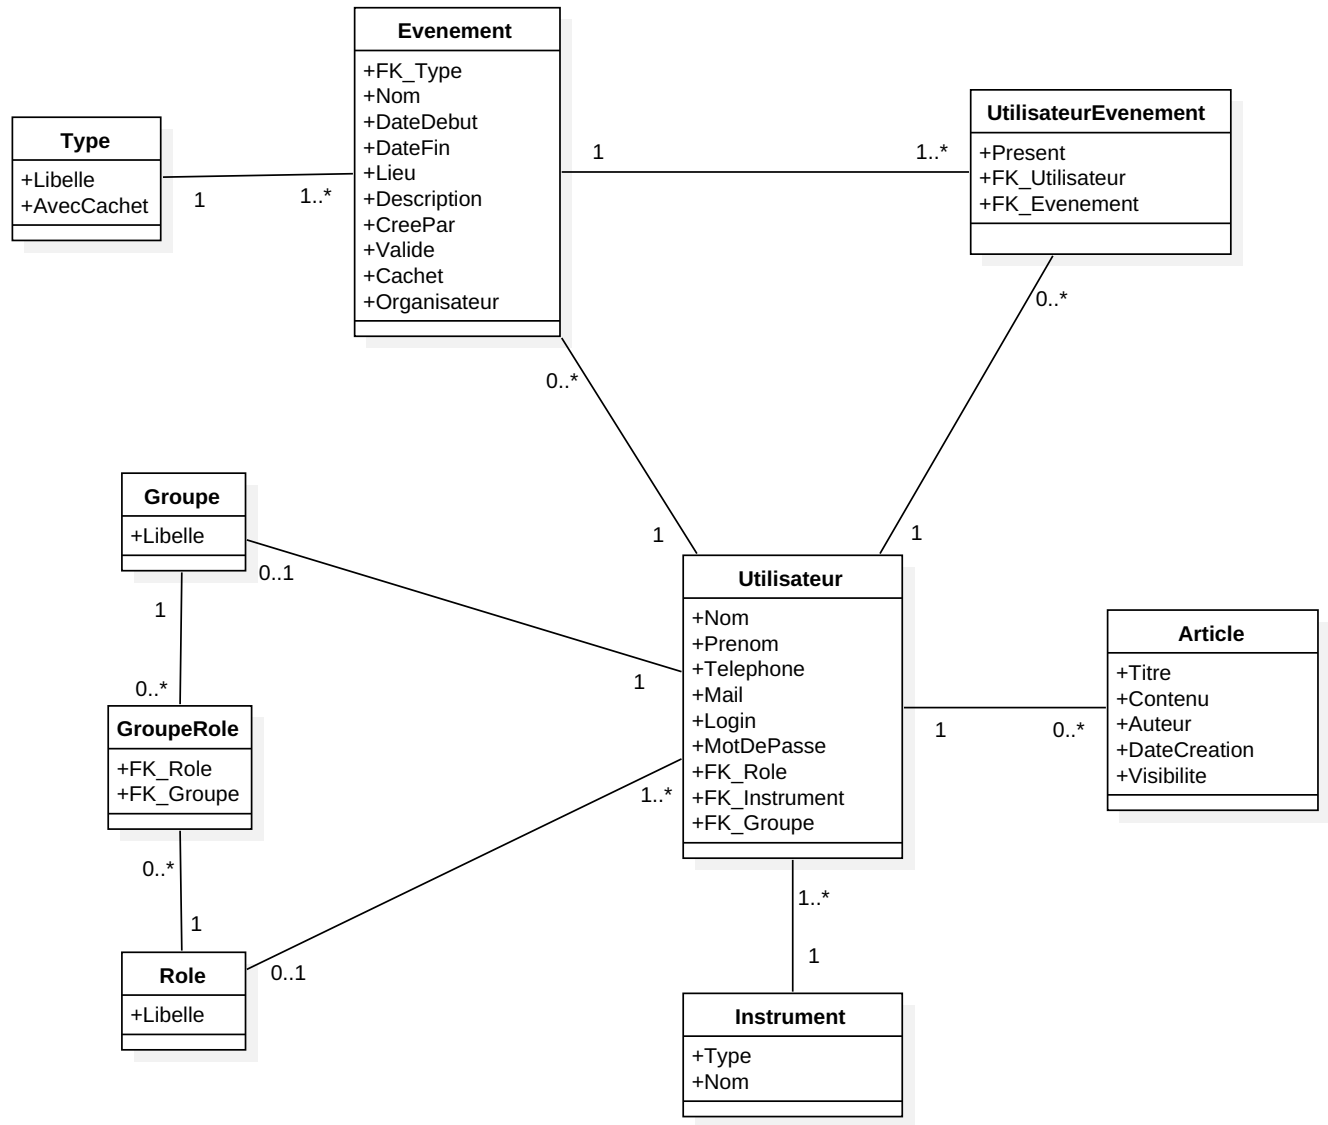 Evenement
+FK_Type
+Nom
+DateDebut
+DateFin
+Lieu
+Description
+CreePar
+Valide
+Cachet
+Organisateur
Type
+Libelle
+AvecCachet
1
1..*
1
1..*
UtilisateurEvenement
+Present
+FK_Utilisateur
+FK_Evenement
0..*
0..*
1
1
Groupe
+Libelle
0..1
1
1
0..*
GroupeRole
+FK_Role
+FK_Groupe
0..*
1
Role
+Libelle
0..1
1..*
Utilisateur
+Nom
+Prenom
+Telephone
+Mail
+Login
+MotDePasse
+FK_Role
+FK_Instrument
+FK_Groupe
1
0..*
Article
+Titre
+Contenu
+Auteur
+DateCreation
+Visibilite
1..*
1
Instrument
+Type
+Nom